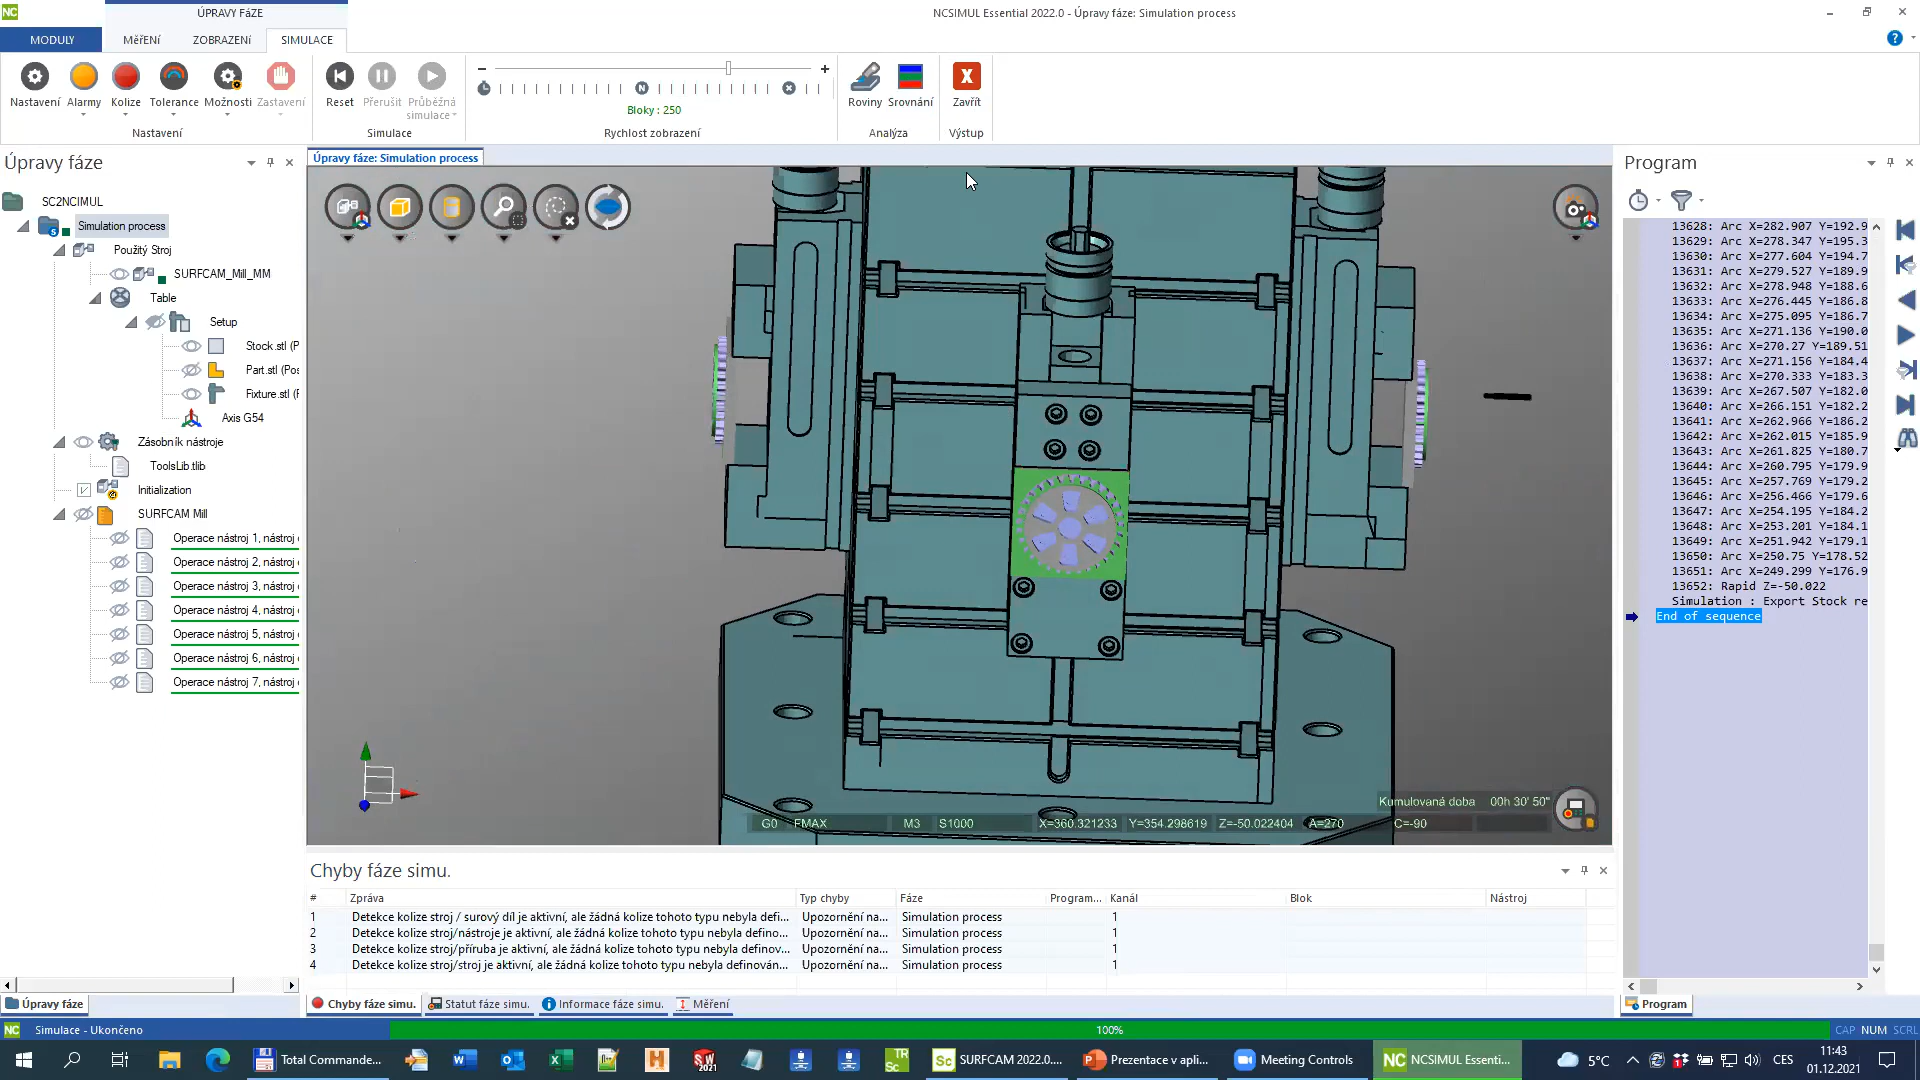 ÚPRAVY FáZE
NCSIMUL Essential 2022.0 - Úpravy fáze: Simulation process
MODULY
MěřENí
ZOBRAZENí
SIMULACE
Nastavení
Alarmy
Kolize
Tolerance
Možnosti
Zastavení
Reset
Přerušit
Průběžná
simulace
Bloky : 250
Roviny
Srovnání
Zavřít
Nastavení
Simulace
Rychlost zobrazení
Analýza
Výstup
Úpravy fáze
SC2NCIMUL
Simulation process
Použitý Stroj
SURFCAM_Mill_MM
Table
Setup
Stock.stl (P
Part.stl (Pos
Fixture.stl (F
Axis G54
Zásobník nástroje
ToolsLib.tlib
Initialization
SURFCAM Mill
Operace nástroj 1, nástroj
Operace nástroj 2, nástroj
Operace nástroj 3, nástroj
Operace nástroj 4, nástroj
Operace nástroj 5, nástroj
Operace nástroj 6, nástroj
Operace nástroj 7, nástroj
Úpravy fáze
Úpravy fáze: Simulation process
Kumulovaná doba 00h 30' 50"
G0 FMAX M3 S1000 X=360.321233 Y=354.298619 Z=-50.022404 A=270 C=-90
Program
13628: Arc X=282.907 Y=192.9
13629: Arc X=278.347 Y=195.3
13630: Arc X=277.604 Y=194.7
13631: Arc X=279.527 Y=189.9
13632: Arc X=278.948 Y=188.6
13633: Arc X=276.445 Y=186.8
13634: Arc X=275.095 Y=186.7
13635: Arc X=271.136 Y=190.0
13636: Arc X=270.27 Y=189.51
13637: Arc X=271.156 Y=184.4
13638: Arc X=270.333 Y=183.3
13639: Arc X=267.507 Y=182.0
13640: Arc X=266.151 Y=182.2
13641: Arc X=262.966 Y=186.2
13642: Arc X=262.015 Y=185.9
13643: Arc X=261.825 Y=180.7
13644: Arc X=260.795 Y=179.9
13645: Arc X=257.769 Y=179.2
13646: Arc X=256.466 Y=179.6
13647: Arc X=254.195 Y=184.2
13648: Arc X=253.201 Y=184.1
13649: Arc X=251.942 Y=179.1
13650: Arc X=250.75 Y=178.52
13651: Arc X=249.299 Y=176.9
13652: Rapid Z=-50.022
Simulation : Export Stock re
End of sequence
Program
Chyby fáze simu.
# Zpráva Typ chyby Fáze Program... Kanál Blok Nástroj
1 Detekce kolize stroj / surový díl je aktivní, ale žádná kolize tohoto typu nebyla defi... Upozornění na... Simulation process 1
2 Detekce kolize stroj/nástroje je aktivní, ale žádná kolize tohoto typu nebyla defino... Upozornění na... Simulation process 1
3 Detekce kolize stroj/příruba je aktivní, ale žádná kolize tohoto typu nebyla definov... Upozornění na... Simulation process 1
4 Detekce kolize stroj/stroj je aktivní, ale žádná kolize tohoto typu nebyla definován... Upozornění na... Simulation process 1
Chyby fáze simu.
Statut fáze simu.
Informace fáze simu.
Měření
Simulace - Ukončeno
100%
CAP NUM SCRL
Total Commande...
SURFCAM 2022.0....
Prezentace v apli...
Meeting Controls
NCSIMUL Essenti...
5°C
CES
11:43
01.12.2021